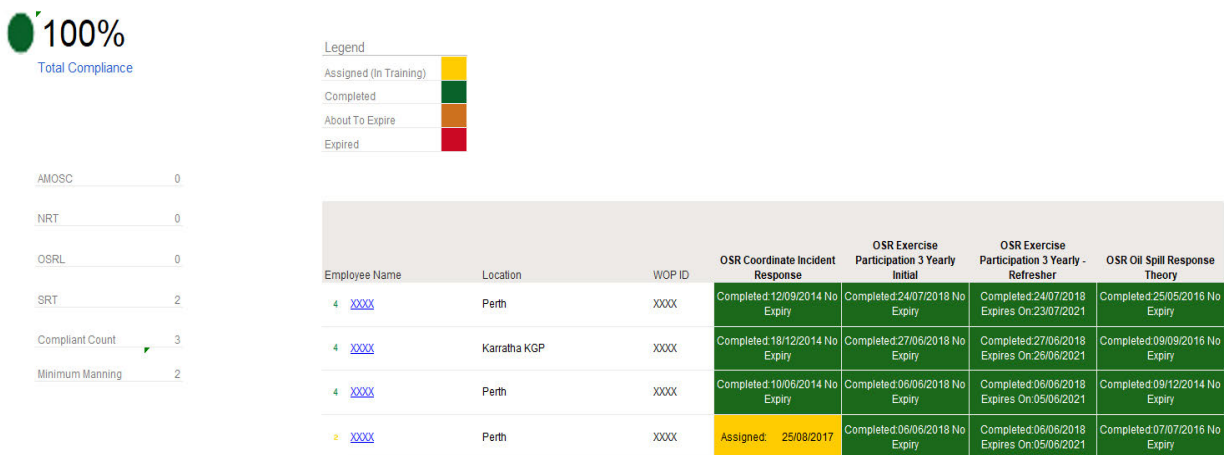 100%
Total Compliance
Legend
Assigned (In Training)
Completed
About To Expire
Expired
AMOSC 0
NRT 0
OSRL 0
SRT 2
Compliant Count 3
Minimum Manning 2
Employee Name Location WOP ID OSR Coordinate Incident Response OSR Exercise Participation 3 Yearly Initial OSR Exercise Participation 3 Yearly - Refresher OSR Oil Spill Response Theory
4 XXXX Perth XXXX Completed:12/09/2014 No Expiry Completed:24/07/2018 No Expiry Completed:24/07/2018 Expires On:23/07/2021 Completed:25/05/2016 No Expiry
4 XXXX Karratha KGP XXXX Completed:18/12/2014 No Expiry Completed:27/06/2018 No Expiry Completed:27/06/2018 Expires On:26/06/2021 Completed:09/09/2016 No Expiry
4 XXXX Perth XXXX Completed:10/06/2014 No Expiry Completed:06/06/2018 No Expiry Completed:06/06/2018 Expires On:05/06/2021 Completed:09/12/2014 No Expiry
2 XXXX Perth XXXX Assigned: 25/08/2017 Completed:06/06/2018 No Expiry Completed:06/06/2018 Expires On:05/06/2021 Completed:07/07/2016 No Expiry